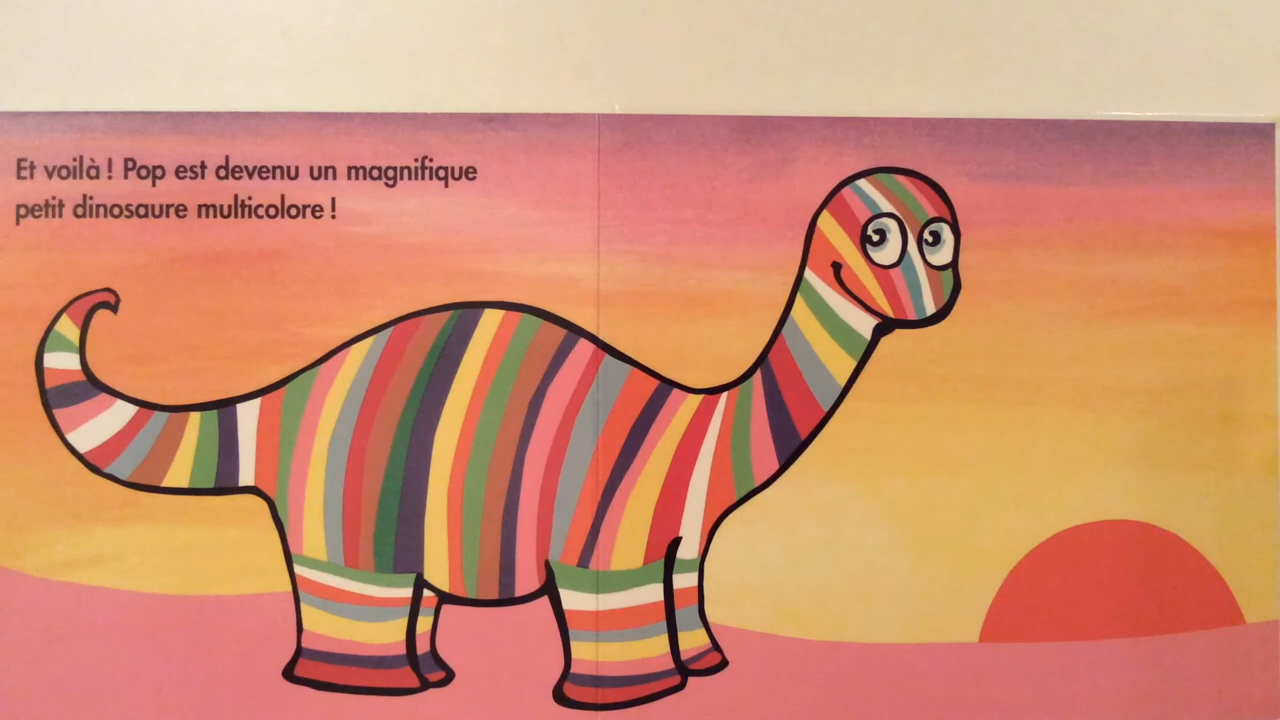 Et voilà ! Pop est devenu un magnifique
petit dinosaure multicolore !